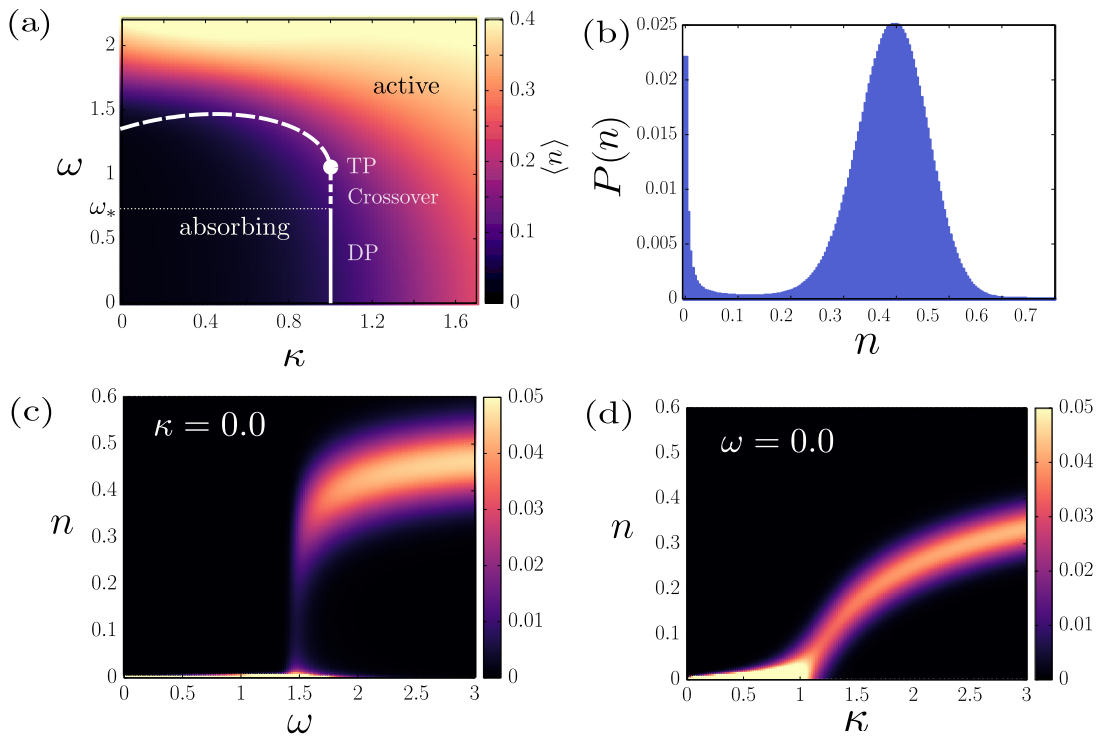 (a)
2
1.5
1
ω*
0.5
0
ω
active
TP
Crossover
absorbing
DP
0 0.4 0.8 1.2 1.6
κ
0.4
0.3
0.2
0.1
0
⟨n⟩
(b)
0.025
0.02
0.015
0.01
0.005
0
P(n)
0 0.1 0.2 0.3 0.4 0.5 0.6 0.7
n
(c)
0.6
0.5
0.4
0.3
0.2
0.1
0
n
κ = 0.0
0 0.5 1 1.5 2 2.5 3
ω
0.05
0.04
0.03
0.02
0.01
0
(d)
0.6
0.5
0.4
0.3
0.2
0.1
0
n
ω = 0.0
0 0.5 1 1.5 2 2.5 3
κ
0.05
0.04
0.03
0.02
0.01
0